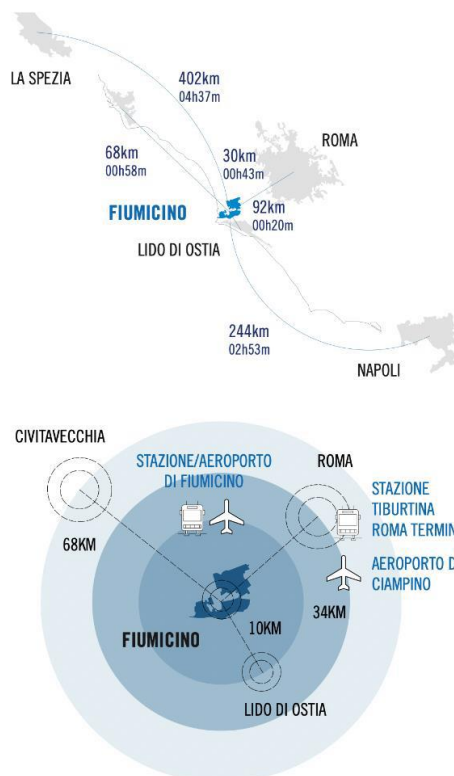 LA SPEZIA
402km
04h37m
68km
00h58m
30km
00h43m
ROMA
FIUMICINO
92km
00h20m
LIDO DI OSTIA
244km
02h53m
NAPOLI
CIVITAVECCHIA
STAZIONE/AEROPORTO
DI FIUMICINO
ROMA
STAZIONE
TIBURTINA
ROMA TERMIN
68KM
AEROPORTO D
CIAMPINO
34KM
10KM
FIUMICINO
LIDO DI OSTIA